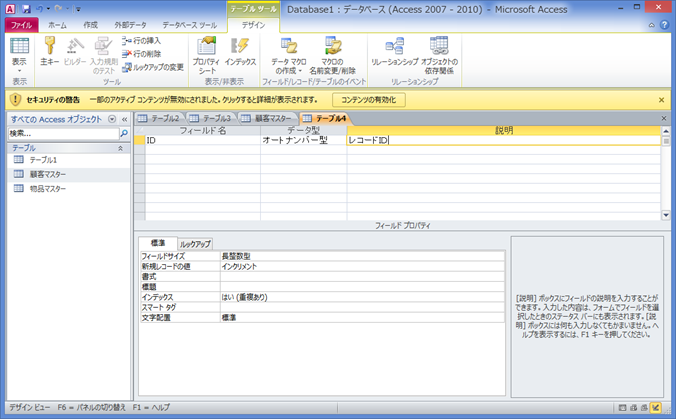 テーブル ツール
Database1 : データベース (Access 2007 - 2010) - Microsoft Access
ファイル ホーム 作成 外部データ データベース ツール デザイン
表示
主キー
ビルダー
入力規則
のテスト
行の挿入
行の削除
ルックアップの変更
プロパティ
シート
インデックス
データ マクロ
の作成
マクロの
名前変更/削除
リレーションシップ
オブジェクトの
依存関係
表示 ツール 表示/非表示 フィールド/レコード/テーブルのイベント リレーションシップ
セキュリティの警告 一部のアクティブ コンテンツが無効にされました。クリックすると詳細が表示されます。 コンテンツの有効化
すべての Access オブジェクト
検索...
テーブル
テーブル1
顧客マスター
物品マスター
テーブル2 テーブル3 顧客マスター テーブル4
フィールド名 データ型 説明
ID オートナンバー型 レコードID
フィールド プロパティ
標準 ルックアップ
フィールドサイズ 長整数型
新規レコードの値 インクリメント
書式
標題
インデックス はい (重複あり)
スマート タグ
文字配置 標準
[説明] ボックスにフィールドの説明を入力することが
できます。入力した内容は、フォームでフィールドを選
択したときのステータス バーにも表示されます。[説
明] ボックスには何も入力しなくてもかまいません。ヘ
ルプを表示するには、F1 キーを押してください。
デザイン ビュー F6 = パネルの切り替え F1 = ヘルプ